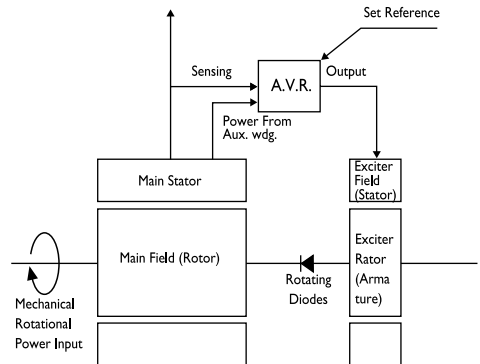 Set Reference
Sensing
A.V.R.
Output
Power From
Aux. wdg.
Main Stator
Exciter
Field
(Stator)
Main Field (Rotor)
Exciter
Rator
(Arma
ture)
Rotating
Diodes
Mechanical
Rotational
Power Input